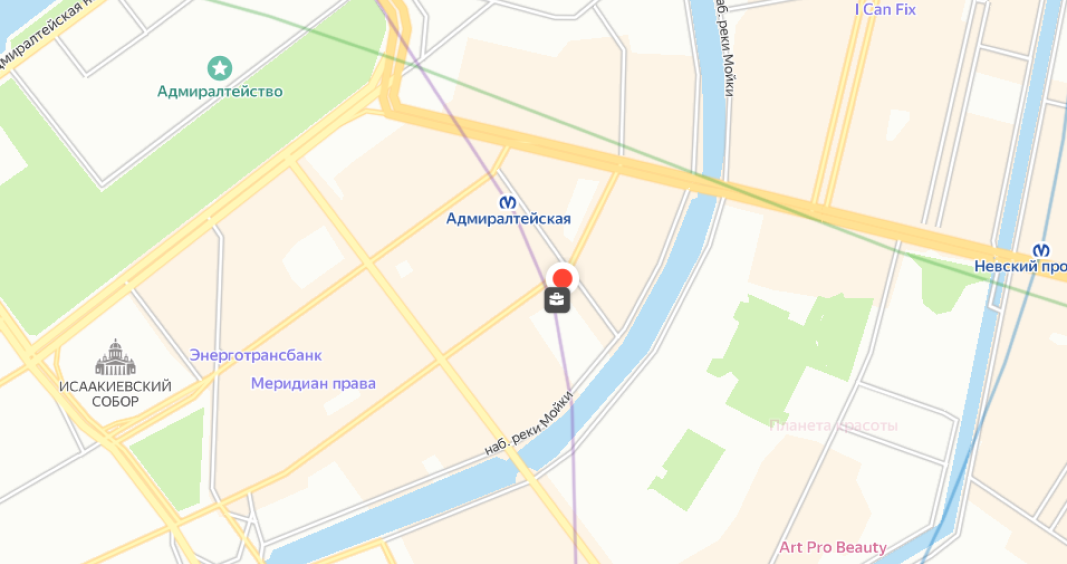 дмиралтейская н
I Can Fix
наб. реки Мойки
Адмиралтейство
Адмиралтейская
Невский про
Энерготрансбанк
Меридиан права
ИСААКИЕВСКИЙ
СОБОР
наб. реки Мойки
Планета красоты
Art Pro Beauty